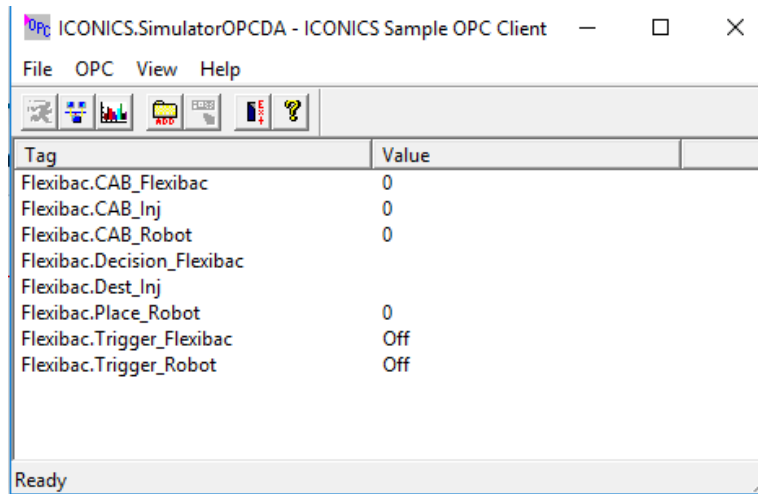 ICONICS.SimulatorOPCDA - ICONICS Sample OPC Client
File OPC View Help
ADD
Tag Value
Flexibac.CAB_Flexibac 0
Flexibac.CAB_Inj 0
Flexibac.CAB_Robot 0
Flexibac.Decision_Flexibac
Flexibac.Dest_Inj
Flexibac.Place_Robot 0
Flexibac.Trigger_Flexibac Off
Flexibac.Trigger_Robot Off
Ready